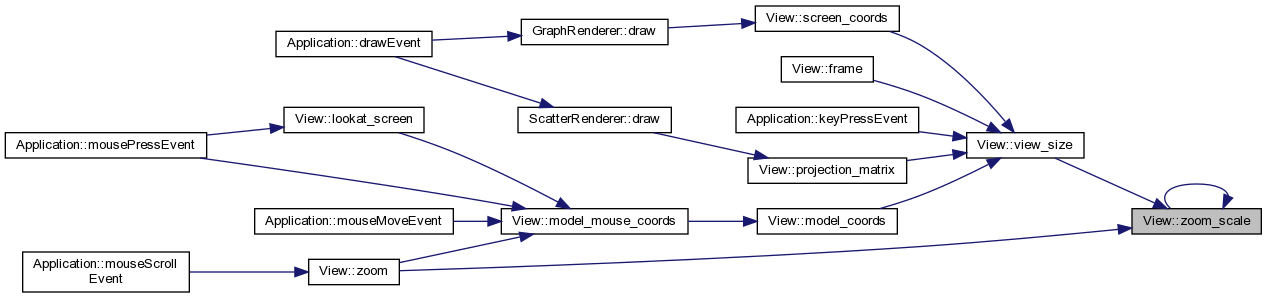 View::screen_coords
GraphRenderer::draw
Application::drawEvent
View::frame
Application::keyPressEvent
View::lookat_screen
ScatterRenderer::draw
Application::mousePressEvent
View::view_size
View::projection_matrix
Application::mouseMoveEvent
View::model_mouse_coords
View::model_coords
View::zoom_scale
Application::mouseScroll
Event
View::zoom